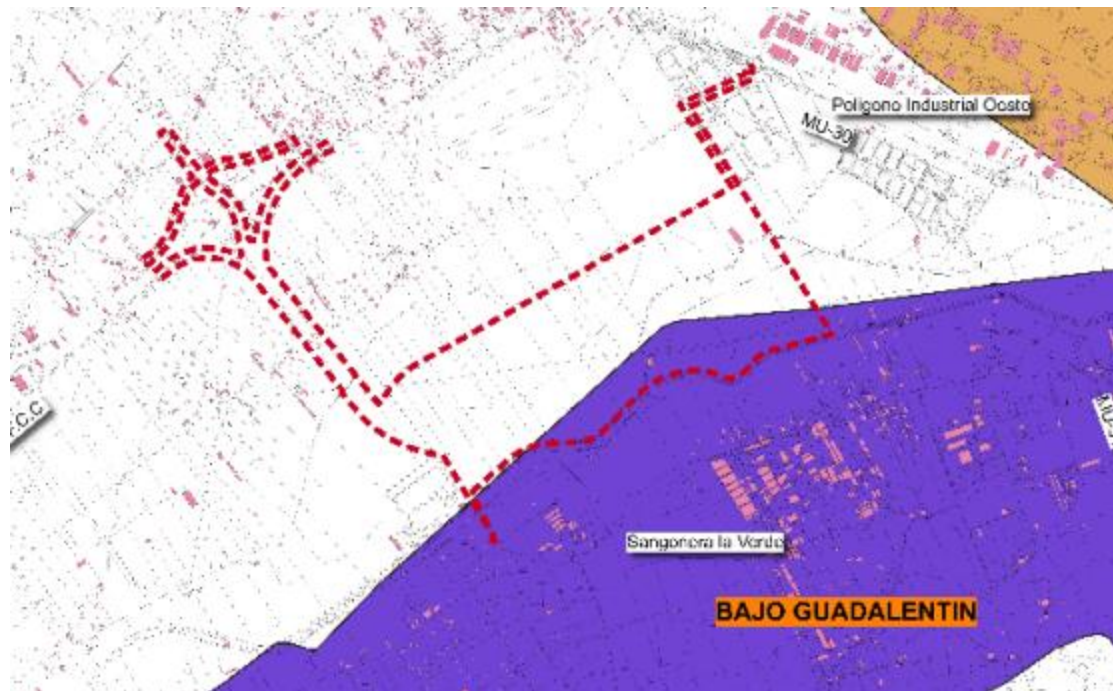 Poligono Industrial Oeste
MU-30
F.C.C
Sangonera la Verde
BAJO GUADALENTIN